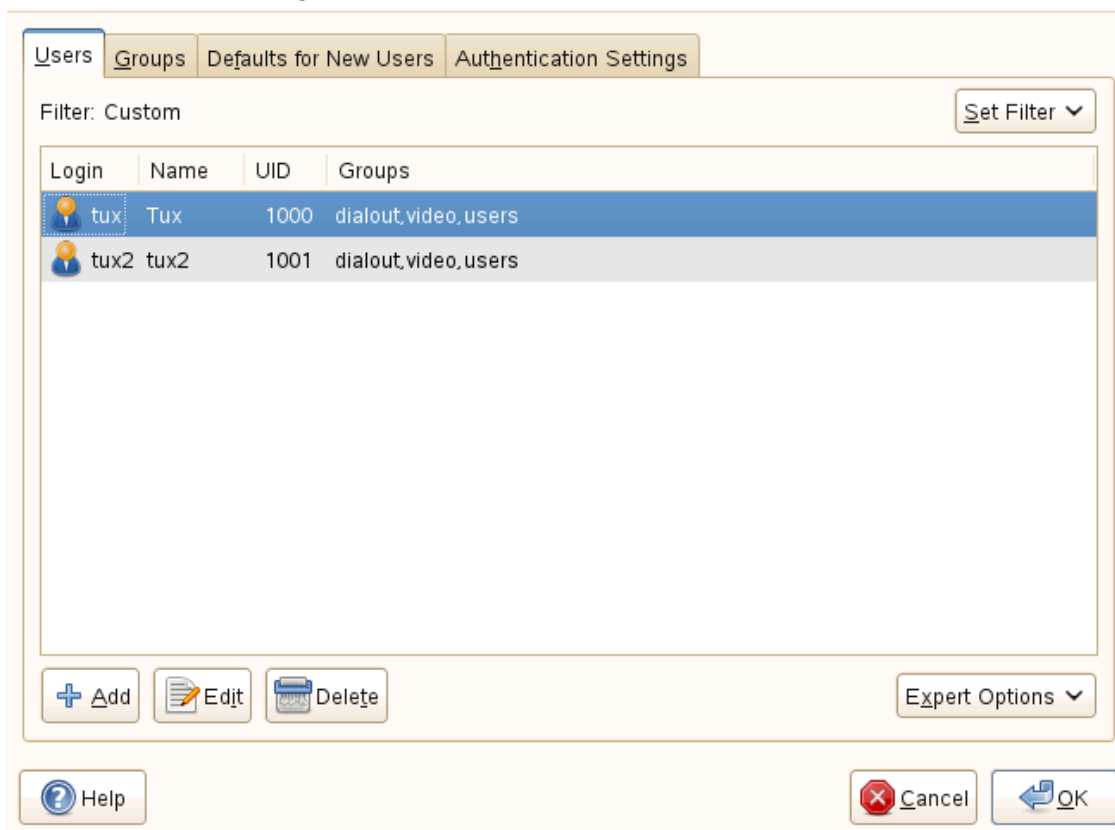 Users Groups Defaults for New Users Authentication Settings
Filter: Custom Set Filter
Login Name UID Groups
tux Tux 1000 dialout,video,users
tux2 tux2 1001 dialout,video,users
Add Edit Delete Expert Options
Help Cancel OK